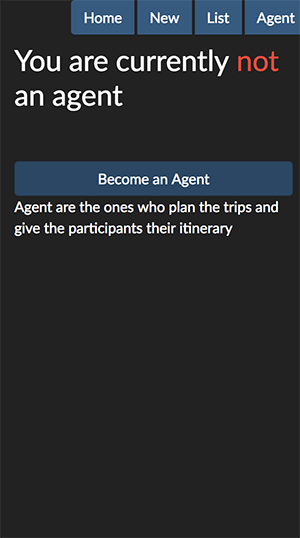 Home New List Agent
You are currently not
an agent
Become an Agent
Agent are the ones who plan the trips and
give the participants their itinerary